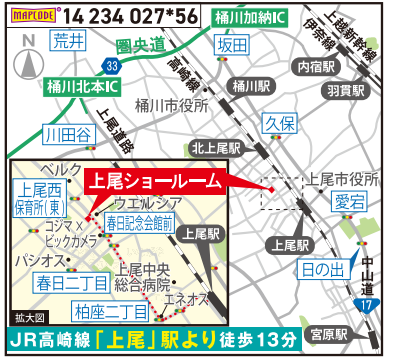 MAPCODE® 14 234 027*56
桶川加納IC
上越新幹線
伊奈線
荒井
N
圏央道
坂田
高崎線
33
内宿駅
桶川北本IC
桶川駅
羽貫駅
桶川市役所
上尾道路
川田谷
久保
北上尾駅
ベルク
上尾ショールーム
上尾市役所
上尾西
保育所(東)
ウエルシア
愛宕
コジマ×
ビックカメラ
春日記念会館前
上尾駅
上尾駅
パシオス
上尾中央
総合病院
日の出
春日二丁目
中山道
エネオス
17
柏座二丁目
拡大図
宮原駅
JR高崎線「上尾」駅より徒歩13分